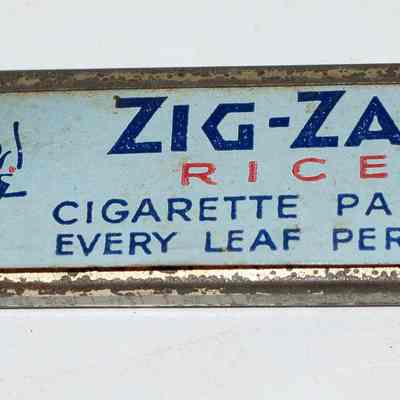 ZIG-ZA
RICE
CIGARETTE PA
EVERY LEAF PER